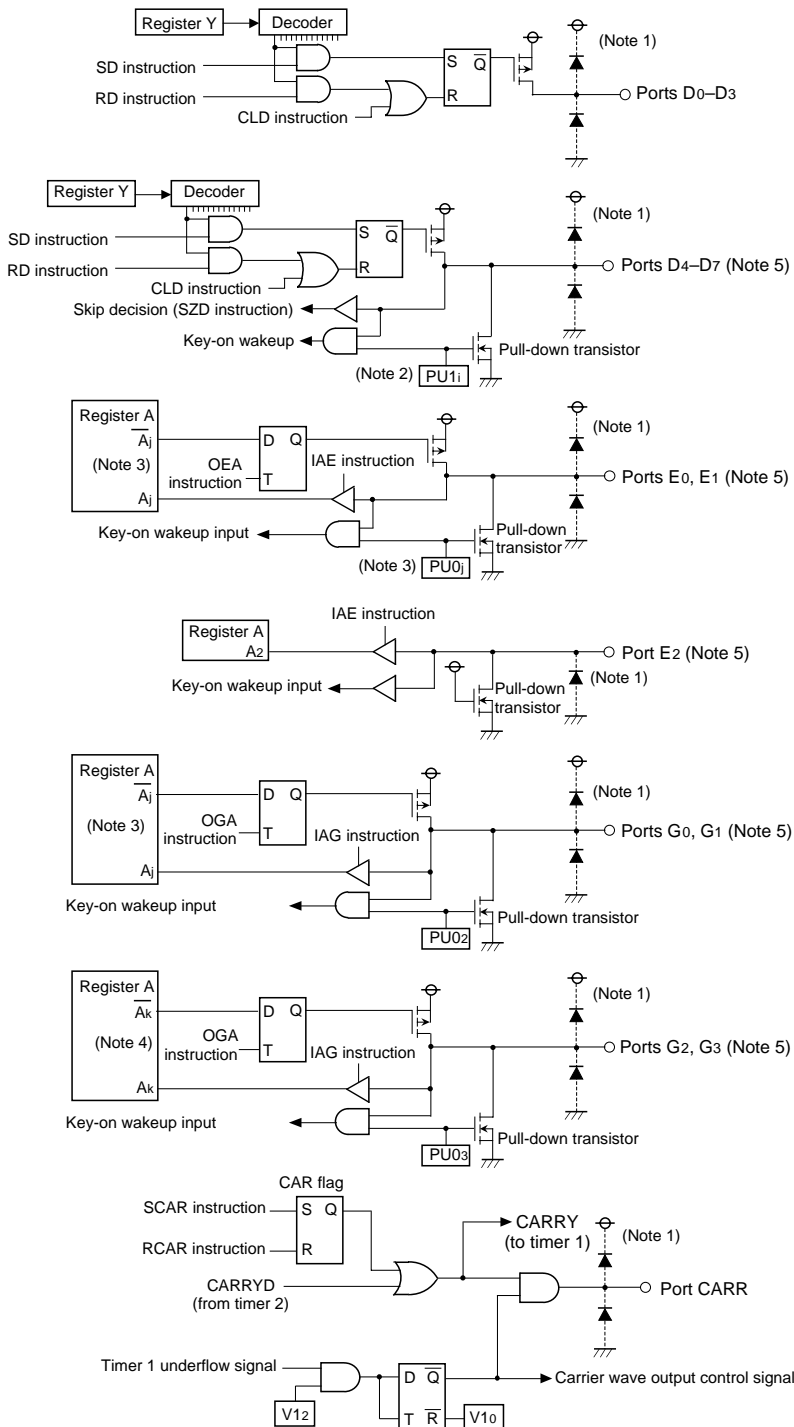 Register Y
Decoder
(Note 1)
SD instruction
S
Q
RD instruction
R
CLD instruction
Ports D0–D3
Register Y
Decoder
(Note 1)
SD instruction
S
Q
RD instruction
R
CLD instruction
Ports D4–D7 (Note 5)
Skip decision (SZD instruction)
Key-on wakeup
Pull-down transistor
(Note 2)
PU1i
Register A
Aj
(Note 3)
Aj
D
Q
T
OEA
instruction
IAE instruction
(Note 1)
Ports E0, E1 (Note 5)
Key-on wakeup input
Pull-down
transistor
(Note 3)
PU0j
IAE instruction
Register A
A2
Port E2 (Note 5)
Key-on wakeup input
Pull-down
transistor
(Note 1)
Register A
Aj
(Note 3)
Aj
D
Q
T
OGA
instruction
IAG instruction
(Note 1)
Ports G0, G1 (Note 5)
Key-on wakeup input
Pull-down transistor
PU02
Register A
Ak
(Note 4)
Ak
D
Q
T
OGA
instruction
IAG instruction
(Note 1)
Ports G2, G3 (Note 5)
Key-on wakeup input
Pull-down transistor
PU03
CAR flag
SCAR instruction
S
Q
RCAR instruction
R
CARRY
(to timer 1)
(Note 1)
CARRYD
(from timer 2)
Port CARR
Timer 1 underflow signal
D
Q
Carrier wave output control signal
V12
T
R
V10